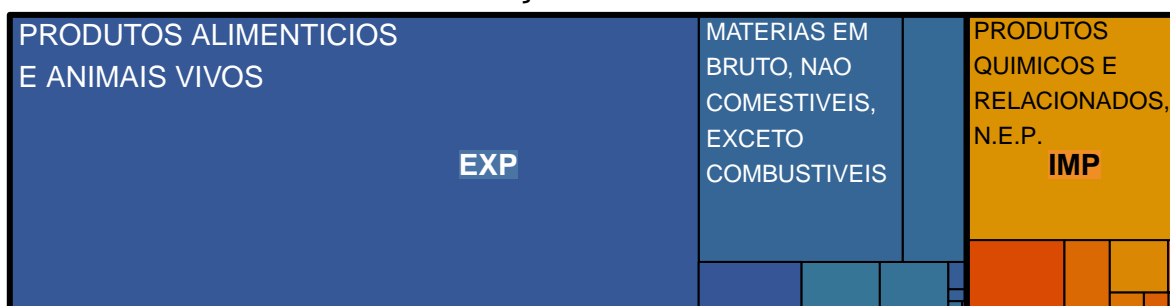 PRODUTOS ALIMENTICIOS
E ANIMAIS VIVOS
EXP
MATERIAS EM
BRUTO, NAO
COMESTIVEIS,
EXCETO
COMBUSTIVEIS
PRODUTOS
QUIMICOS E
RELACIONADOS,
N.E.P.
IMP